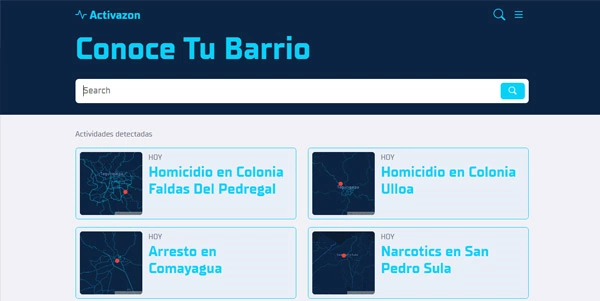 Activazon
Conoce Tu Barrio
Search
Actividades detectadas
HOY
Homicidio en Colonia
Faldas Del Pedregal
HOY
Homicidio en Colonia
Ulloa
HOY
Arresto en
Comayagua
HOY
Narcotics en San
Pedro Sula